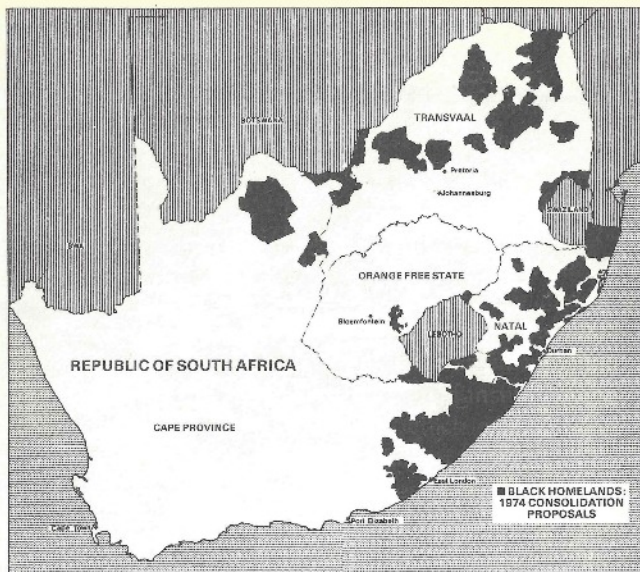 TRANSVAAL
BOTSWANA
Pretoria
Johannesburg
SWAZILAND
ORANGE FREE STATE
Bloemfontein
LESOTHO
NATAL
Durban
REPUBLIC OF SOUTH AFRICA
CAPE PROVINCE
East London
BLACK HOMELANDS:
1974 CONSOLIDATION
PROPOSALS
Cape Town
Port Elizabeth